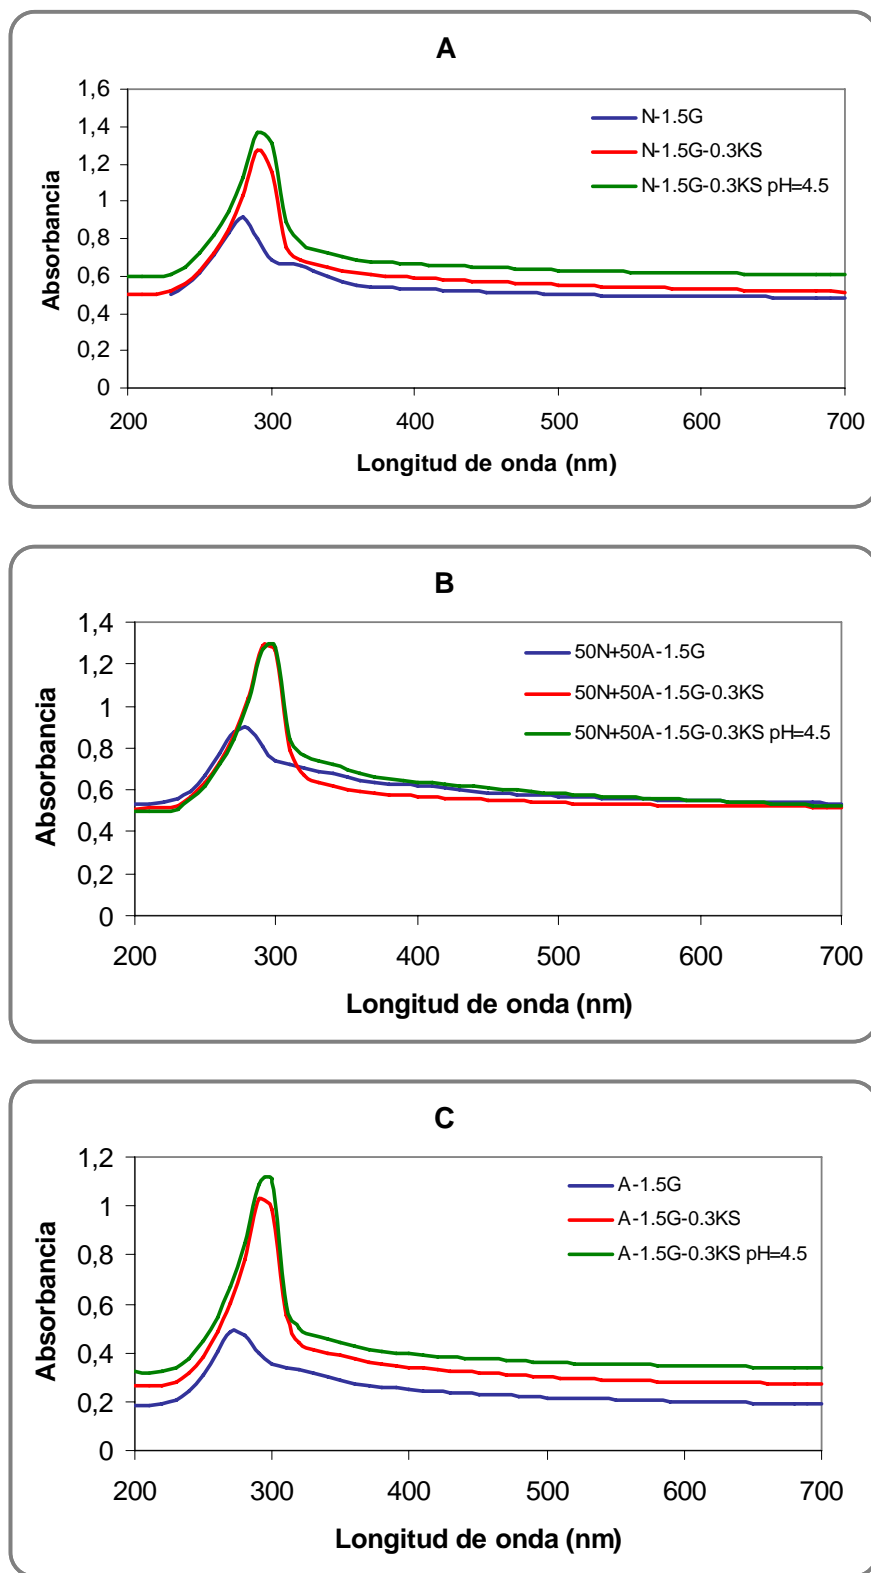 A
1,6
1,4
1,2
1
0,8
0,6
0,4
0,2
0
Absorbancia
N-1.5G
N-1.5G-0.3KS
N-1.5G-0.3KS pH=4.5
200 300 400 500 600 700
Longitud de onda (nm)
B
1,4
1,2
1
0,8
0,6
0,4
0,2
0
Absorbancia
50N+50A-1.5G
50N+50A-1.5G-0.3KS
50N+50A-1.5G-0.3KS pH=4.5
200 300 400 500 600 700
Longitud de onda (nm)
C
1,2
1
0,8
0,6
0,4
0,2
0
Absorbancia
A-1.5G
A-1.5G-0.3KS
A-1.5G-0.3KS pH=4.5
200 300 400 500 600 700
Longitud de onda (nm)